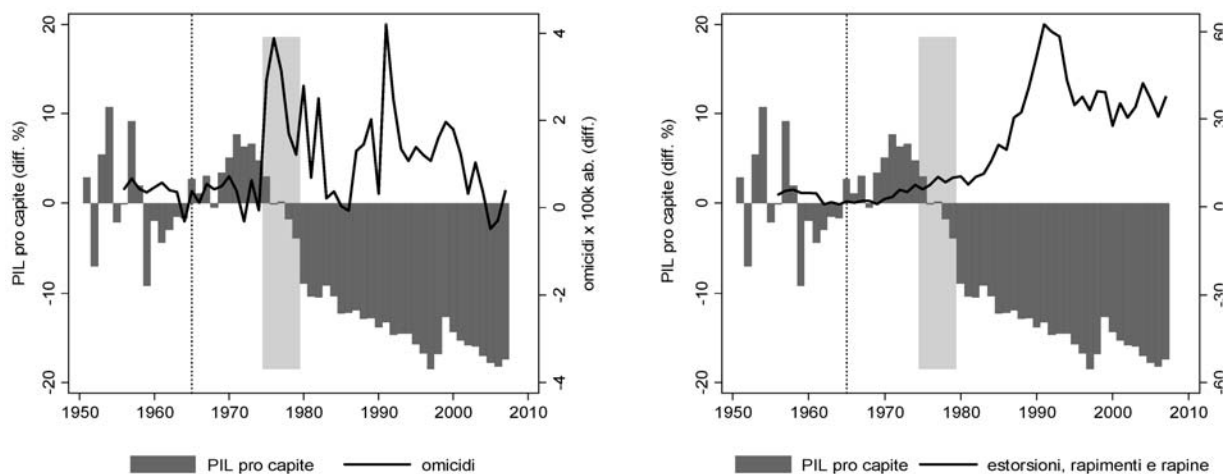 20
10
0
-10
-20
PIL pro capite (diff. %)
4
2
0
-2
-4
omicidi x 100k ab. (diff.)
1950 1960 1970 1980 1990 2000 2010
PIL pro capite omicidi
20
10
0
-10
-20
PIL pro capite (diff. %)
60
30
0
-30
-60
1950 1960 1970 1980 1990 2000 2010
PIL pro capite estorsioni, rapimenti e rapine